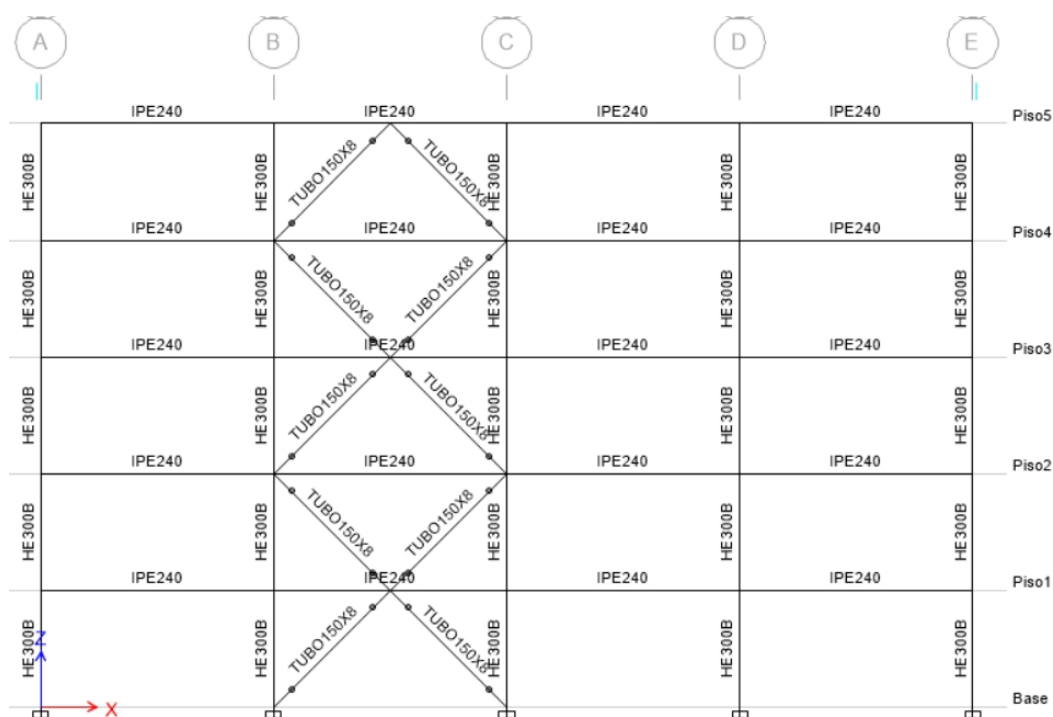 A B C D E
IPE240 IPE240 IPE240 IPE240 Piso5
HE300B HE300B TUBO150X8 TUBO150X8 HE300B HE300B HE300B
IPE240 IPE240 IPE240 IPE240 Piso4
HE300B HE300B TUBO150X8 TUBO150X8 HE300B HE300B HE300B
IPE240 IPE240 IPE240 IPE240 Piso3
HE300B HE300B TUBO150X8 TUBO150X8 HE300B HE300B HE300B
IPE240 IPE240 IPE240 IPE240 Piso2
HE300B HE300B TUBO150X8 TUBO150X8 HE300B HE300B HE300B
IPE240 IPE240 IPE240 IPE240 Piso1
HE300B HE300B TUBO150X8 TUBO150X8 HE300B HE300B HE300B
Z
X
Base